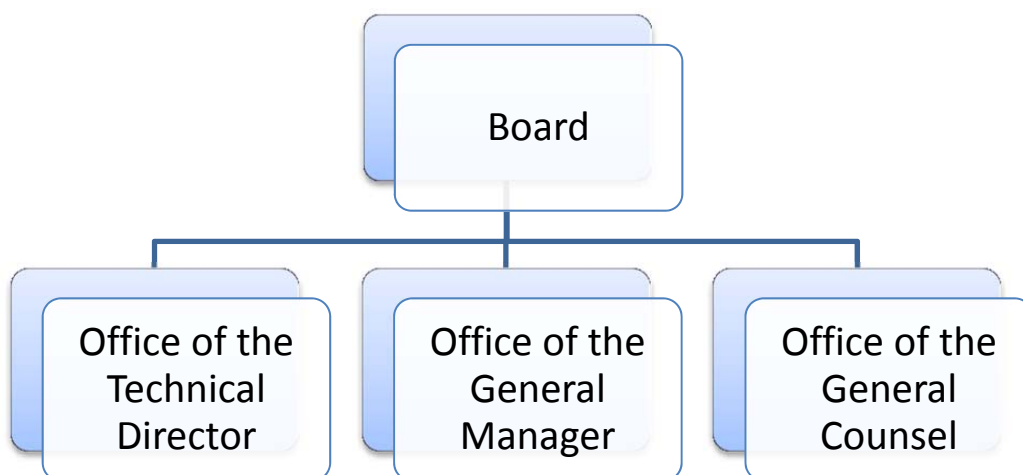 Board
Office of the
Technical
Director
Office of the
General
Manager
Office of the
General
Counsel